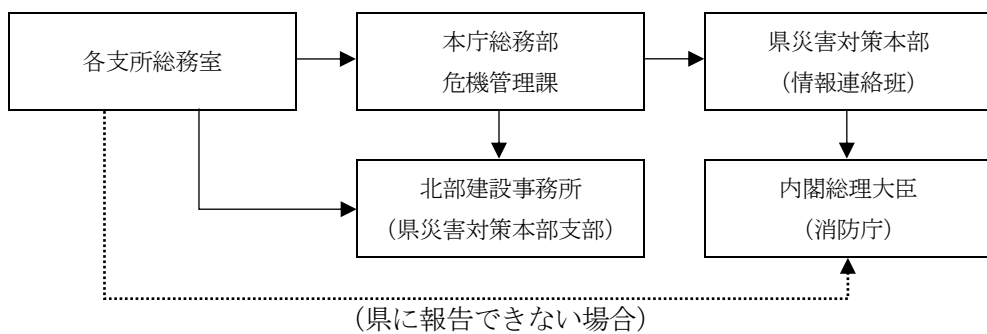 各支所総務室
本庁総務部
危機管理課
県災害対策本部
（情報連絡班）
北部建設事務所
（県災害対策本部支部）
内閣総理大臣
（消防庁）
（県に報告できない場合）